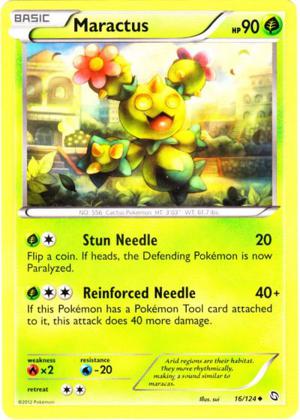 BASIC
Maractus HP 90
NO. 556 Cactus Pokémon HT. 3'03" WT. 61.7 lbs.
Stun Needle 20
Flip a coin. If heads, the Defending Pokémon is now
Paralyzed.
Reinforced Needle 40+
If this Pokémon has a Pokémon Tool card attached to
it, this attack does 40 more damage.
weakness resistance
×2 -20
retreat
Arid regions are their habitat.
They move rhythmically,
making a sound similar to
maracas.
©2012 Pokémon Illus. sui 16/124